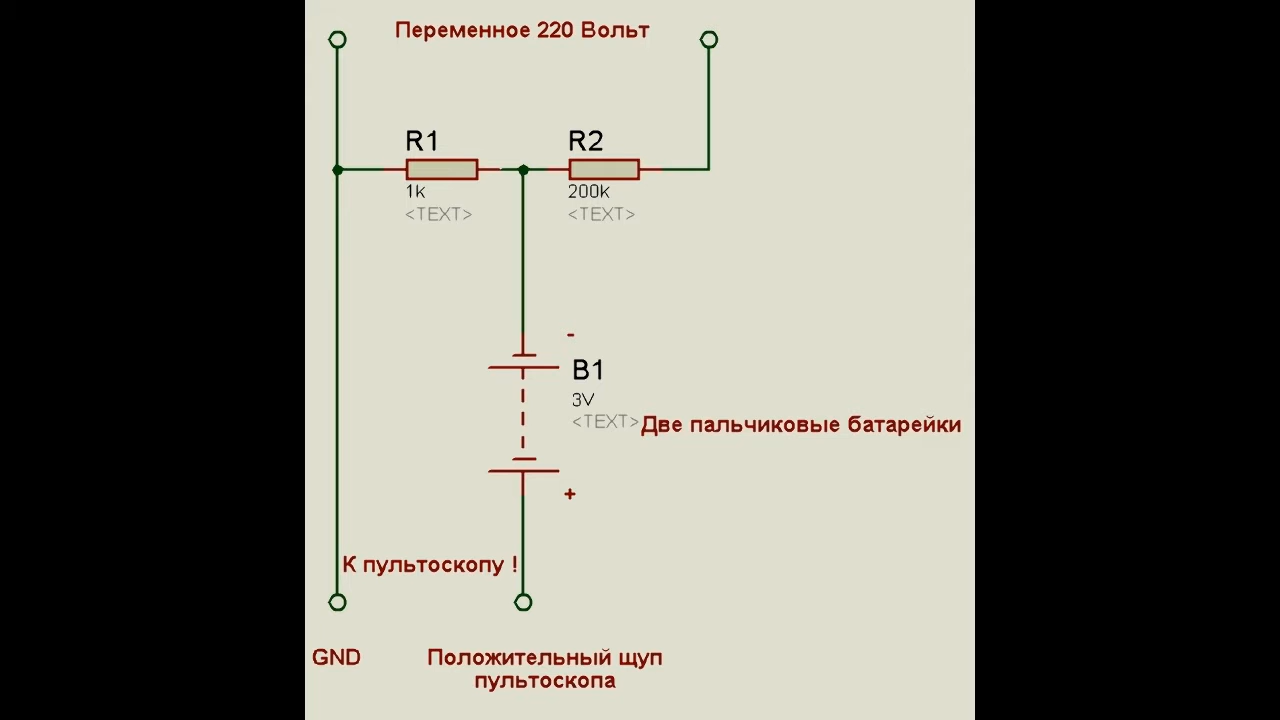 Переменное 220 Вольт
R1
R2
1k
200k
<TEXT>
<TEXT>
-
B1
3V
<TEXT>
Две пальчиковые батарейки
+
К пультоскопу !
GND
Положительный щуп
пультоскопа